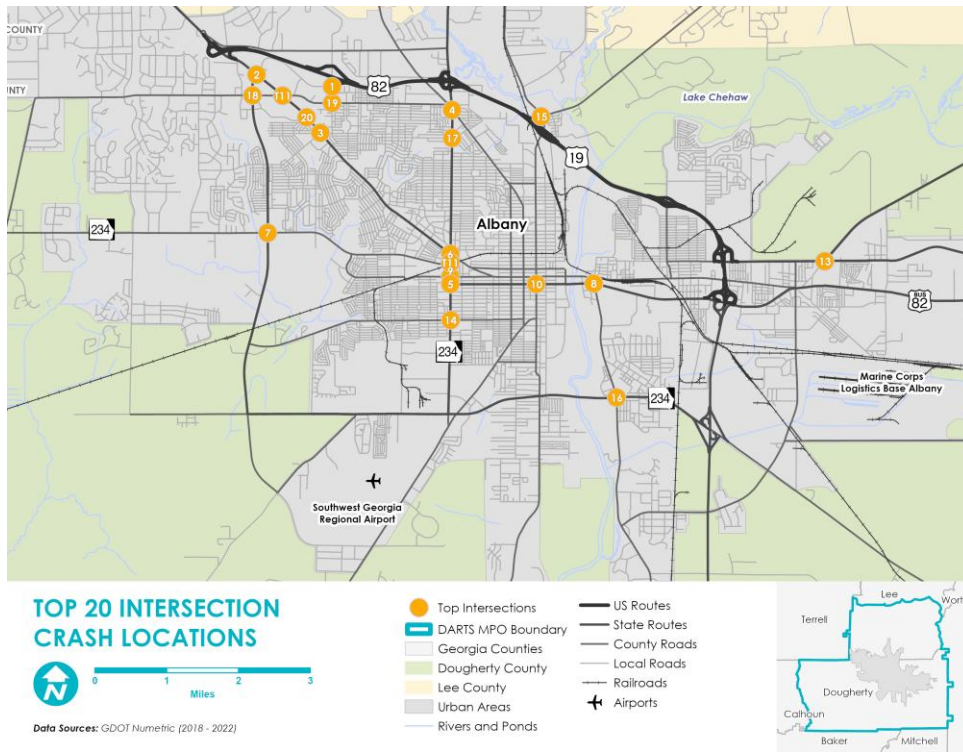 COUNTY
UNTY
2
1
82
18
T11
19
4
20
3
17
15
Lake Chehaw
19
234
7
Albany
6
T11
9
5
10
8
13
BUS
82
14
234
16
234
Marine Corps
Logistics Base Albany
Southwest Georgia
Regional Airport
TOP 20 INTERSECTION
CRASH LOCATIONS
N
0 1 2 3
Miles
Data Sources: GDOT Numeric (2018 - 2022)
Top Intersections
DARTS MPO Boundary
Georgia Counties
Dougherty County
Lee County
Urban Areas
Rivers and Ponds
US Routes
State Routes
County Roads
Local Roads
Railroads
Airports
Lee
Wort
Terrell
Dougherty
Calhoun
Baker
Mitchell